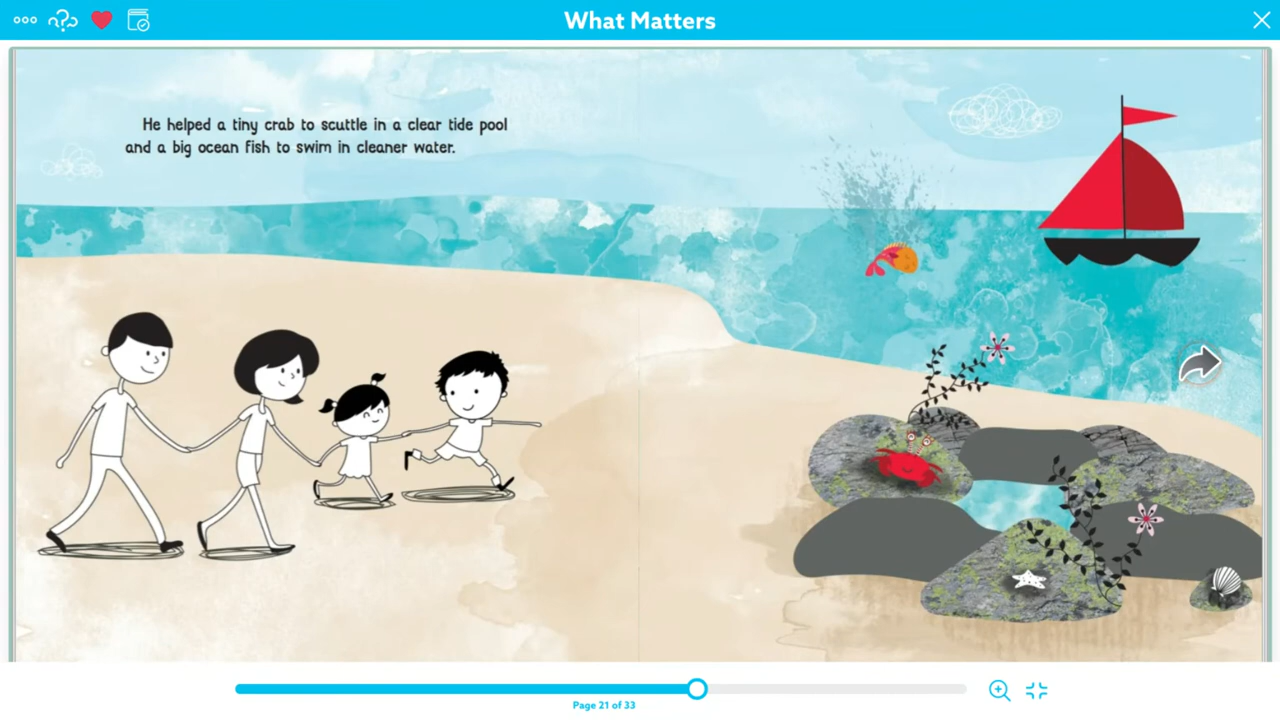 What Matters
He helped a tiny crab to scuttle in a clear tide pool
and a big ocean fish to swim in cleaner water.
Page 21 of 33